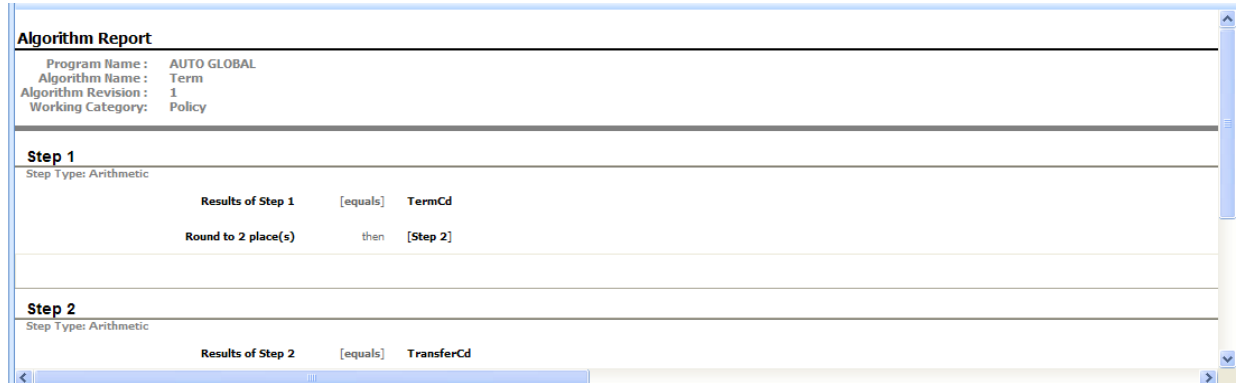 Algorithm Report
Program Name : AUTO GLOBAL
Algorithm Name : Term
Algorithm Revision : 1
Working Category: Policy
Step 1
Step Type: Arithmetic
Results of Step 1 [equals] TermCd
Round to 2 place(s) then [Step 2]
Step 2
Step Type: Arithmetic
Results of Step 2 [equals] TransferCd